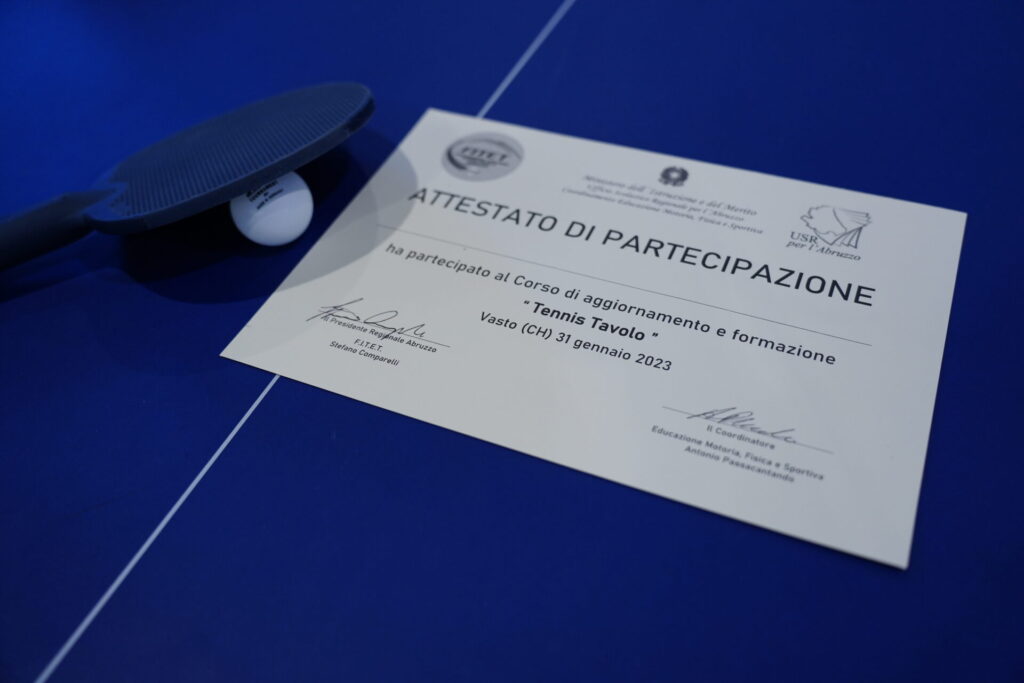 F.I.TE.T.
Ministero dell'Istruzione e del Merito
Ufficio Scolastico Regionale per l'Abruzzo
Coordinamento Educazione Motoria, Fisica e Sportiva
USR
per l'Abruzzo
ATTESTATO DI PARTECIPAZIONE
ha partecipato al Corso di aggiornamento e formazione
“ Tennis Tavolo ”
Vasto (CH) 31 gennaio 2023
Il Presidente Regionale Abruzzo
F.I.TE.T.
Stefano Comparelli
Il Coordinatore
Educazione Motoria, Fisica e Sportiva
Antonio Passacantando